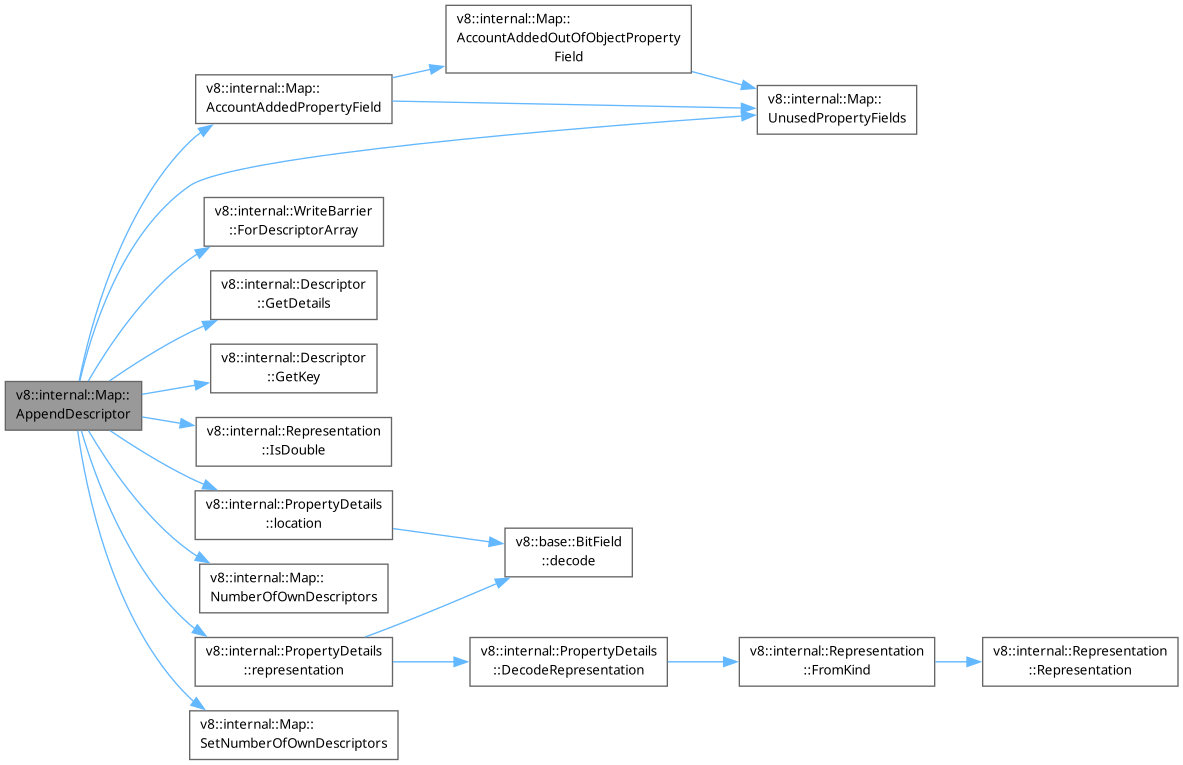 v8::internal::Map::
AppendDescriptor
v8::internal::Map::
AccountAddedPropertyField
v8::internal::Map::
AccountAddedOutOfObjectProperty
Field
v8::internal::Map::
UnusedPropertyFields
v8::internal::WriteBarrier
::ForDescriptorArray
v8::internal::Descriptor
::GetDetails
v8::internal::Descriptor
::GetKey
v8::internal::Representation
::IsDouble
v8::internal::PropertyDetails
::location
v8::base::BitField
::decode
v8::internal::Map::
NumberOfOwnDescriptors
v8::internal::PropertyDetails
::representation
v8::internal::PropertyDetails
::DecodeRepresentation
v8::internal::Representation
::FromKind
v8::internal::Representation
::Representation
v8::internal::Map::
SetNumberOfOwnDescriptors